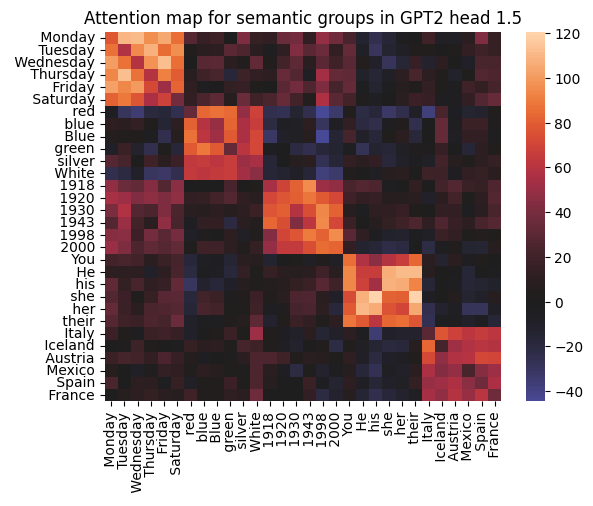 Attention map for semantic groups in GPT2 head 1.5
Monday
Tuesday
Wednesday
Thursday
Friday
Saturday
red
blue
Blue
green
silver
White
1918
1920
1930
1943
1998
2000
You
He
his
she
her
their
Italy
Iceland
Austria
Mexico
Spain
France
Monday
Tuesday
Wednesday
Thursday
Friday
Saturday
red
blue
Blue
green
silver
White
1918
1920
1930
1943
1998
2000
You
He
his
she
her
their
Italy
Iceland
Austria
Mexico
Spain
France
120
100
80
60
40
20
0
−20
−40